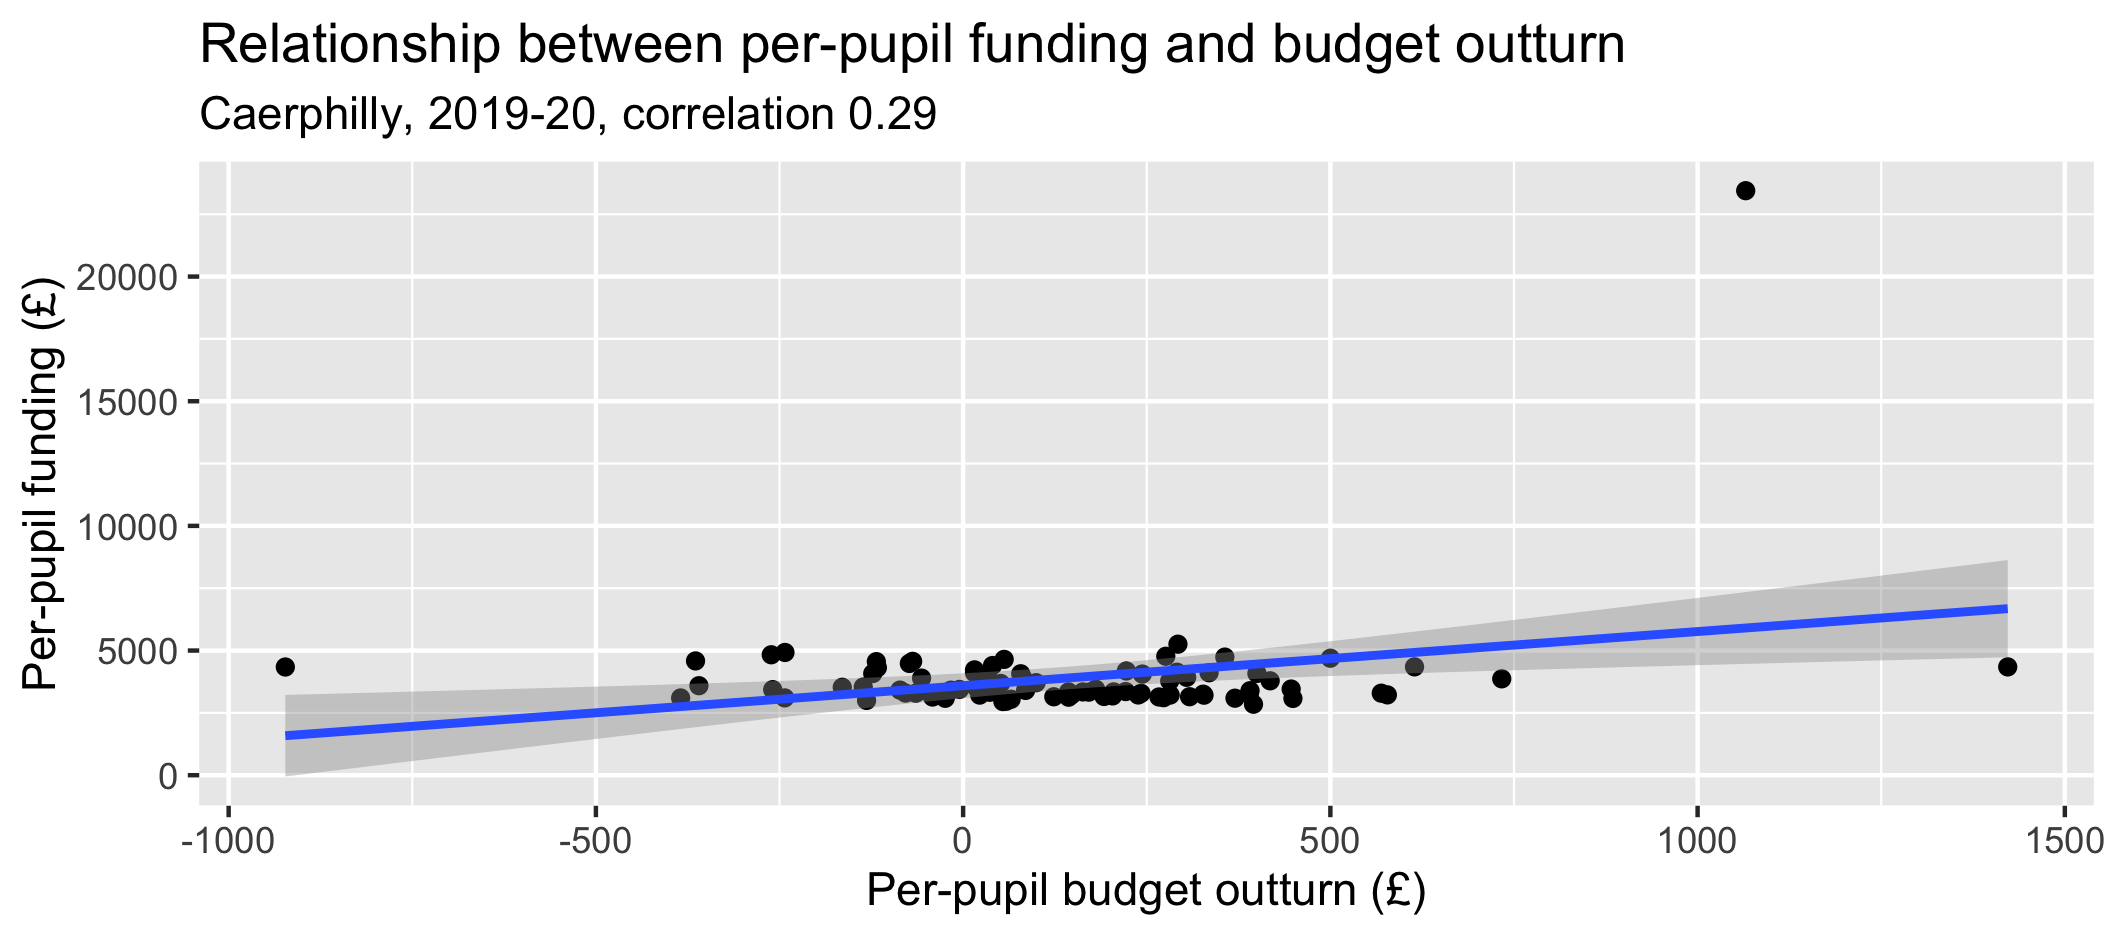 Relationship between per-pupil funding and budget outturn
Caerphilly, 2019-20, correlation 0.29
Per-pupil funding (£)
20000
15000
10000
5000
0
-1000
-500
0
500
1000
1500
Per-pupil budget outturn (£)